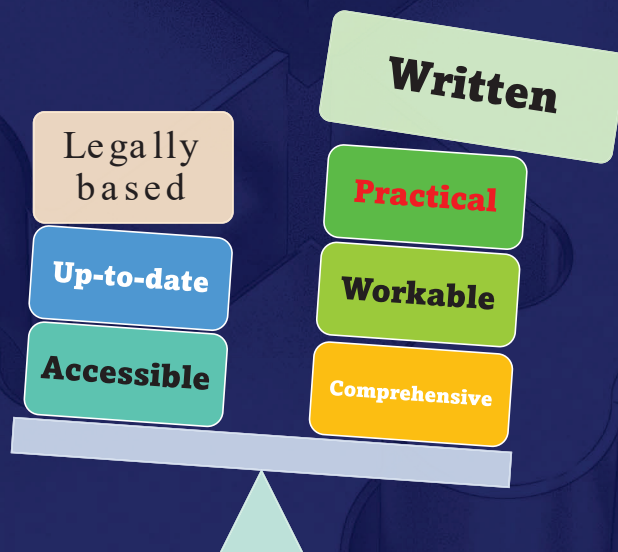 Written
Legally
based
Practical
Up-to-date
Workable
Accessible
Comprehensive